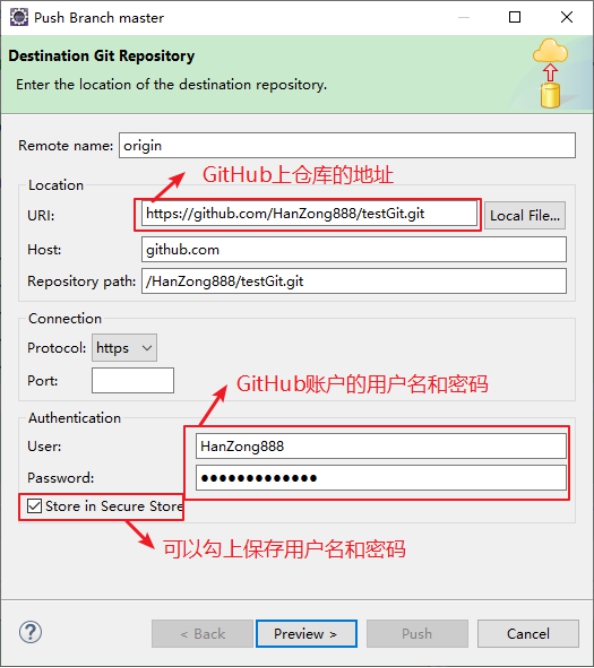 Push Branch master
Destination Git Repository
Enter the location of the destination repository.
Remote name: origin
GitHub上仓库的地址
Location
URI: https://github.com/HanZong888/testGit.git Local File...
Host: github.com
Repository path: /HanZong888/testGit.git
Connection
Protocol: https
Port:
GitHub账户的用户名和密码
Authentication
User: HanZong888
Password: ●●●●●●●●●●●●●
Store in Secure Store
可以勾上保存用户名和密码
? < Back Preview > Push Cancel